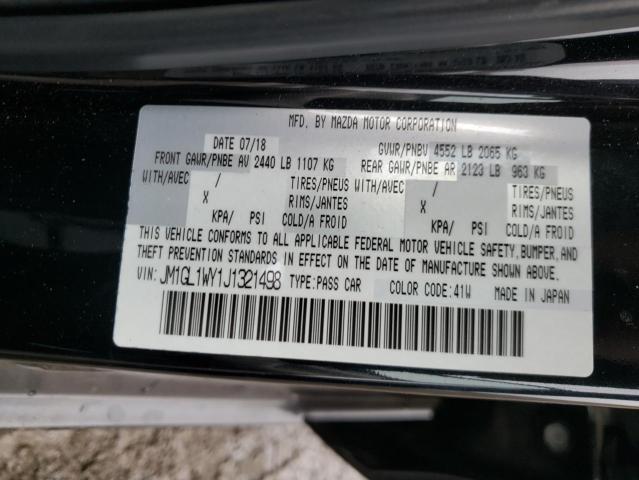 MFD. BY MAZDA MOTOR CORPORATION
DATE 07/18 GVWR/PNBV 4552 LB 2065 KG
FRONT GAWR/PNBE AV 2440 LB 1107 KG REAR GAWR/PNBE AR 2123 LB 963 KG
WITH/AVEC / TIRES/PNEUS WITH/AVEC / TIRES/PNEUS
X RIMS/JANTES X RIMS/JANTES
KPA/ PSI COLD/A FROID KPA/ PSI COLD/A FROID
THIS VEHICLE CONFORMS TO ALL APPLICABLE FEDERAL MOTOR VEHICLE SAFETY, BUMPER, AND
THEFT PREVENTION STANDARDS IN EFFECT ON THE DATE OF MANUFACTURE SHOWN ABOVE.
VIN: JM1GL1WY1J1321498 TYPE:PASS CAR COLOR CODE:41W MADE IN JAPAN